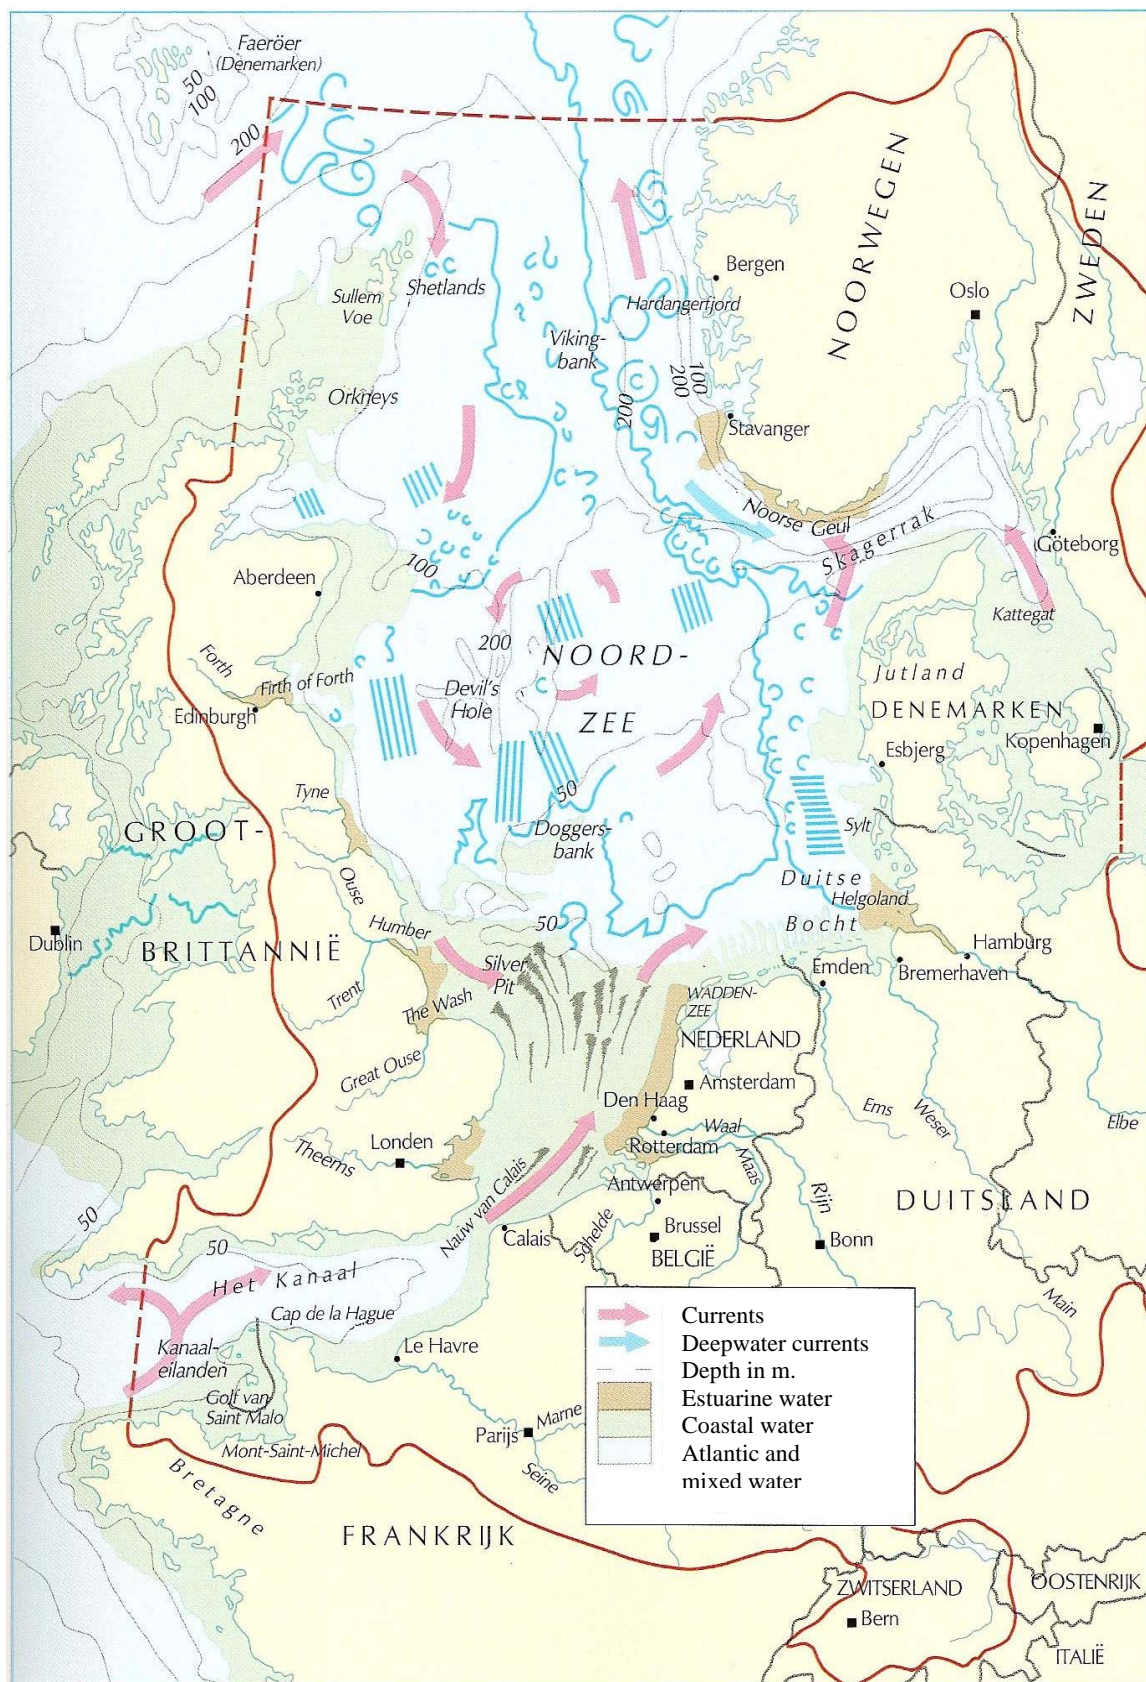 Faeröer
(Denemarken)
50
100
200
Sullem
Voe
Shetlands
Orkneys
Viking-
bank
Hardangerfjord
Bergen
NOORWEGEN
Oslo
ZWEDEN
100
200
200
Stavanger
Noorse Geul
Skagerrak
Göteborg
Kattegat
100
Aberdeen
Forth
Firth of Forth
Edinburgh
200
Devil's
Hole
NOORD-
ZEE
Jutland
DENEMARKEN
Kopenhagen
Esbjerg
Tyne
50
Doggers-
bank
Sylt
GROOT-
BRITTANNIË
Dublin
Ouse
Humber
Trent
The Wash
Great Ouse
50
Silver
Pit
Duitse
Bocht
Helgoland
Hamburg
Bremerhaven
Emden
WADDEN-
ZEE
NEDERLAND
Amsterdam
Den Haag
Rotterdam
Waal
Maas
Ems
Weser
Elbe
Theems
Londen
Nauw van Calais
Calais
Antwerpen
Schelde
Brussel
BELGIË
Rijn
Bonn
DUITSLAND
Main
50
50
Het Kanaal
Cap de la Hague
Kanaal-
eilanden
Golf van
Saint Malo
Mont-Saint-Michel
Le Havre
Parijs
Marne
Seine
Bretagne
FRANKRIJK
Currents
Deepwater currents
Depth in m.
Estuarine water
Coastal water
Atlantic and
mixed water
ZWITSERLAND
Bern
OOSTENRIJK
ITALIË